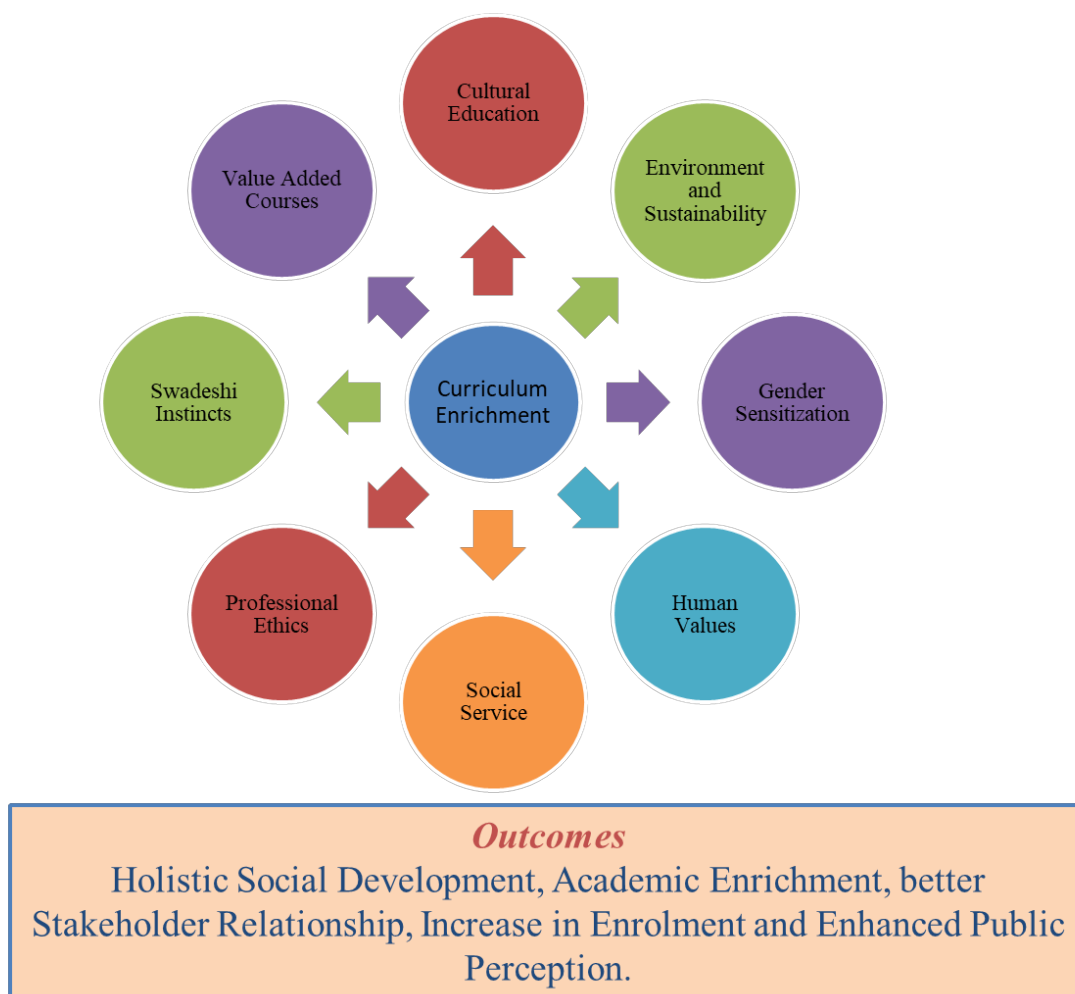 Cultural
Education
Environment
and
Sustainability
Gender
Sensitization
Human
Values
Social
Service
Professional
Ethics
Swadeshi
Instincts
Value Added
Courses
Curriculum
Enrichment
Outcomes
Holistic Social Development, Academic Enrichment, better
Stakeholder Relationship, Increase in Enrolment and Enhanced Public
Perception.